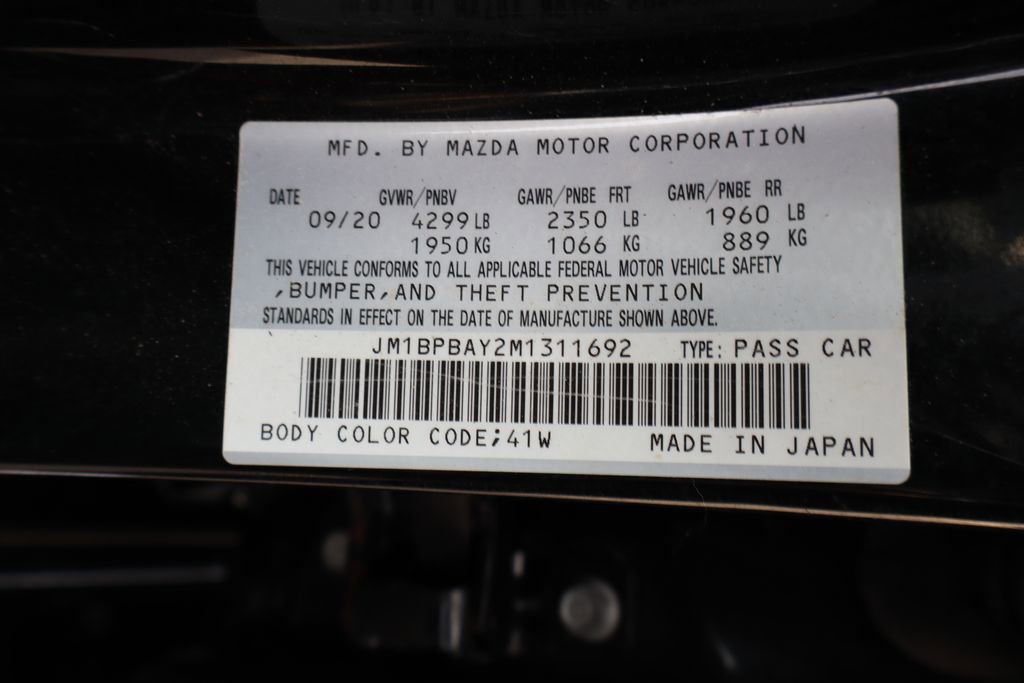 MFD. BY MAZDA MOTOR CORPORATION
DATE GVWR/PNBV GAWR/PNBE FRT GAWR/PNBE RR
09/20 4299 LB 2350 LB 1960 LB
1950 KG 1066 KG 889 KG
THIS VEHICLE CONFORMS TO ALL APPLICABLE FEDERAL MOTOR VEHICLE SAFETY
,BUMPER,AND THEFT PREVENTION
STANDARDS IN EFFECT ON THE DATE OF MANUFACTURE SHOWN ABOVE.
JM1BPBAY2M1311692 TYPE: PASS CAR
BODY COLOR CODE;41W MADE IN JAPAN